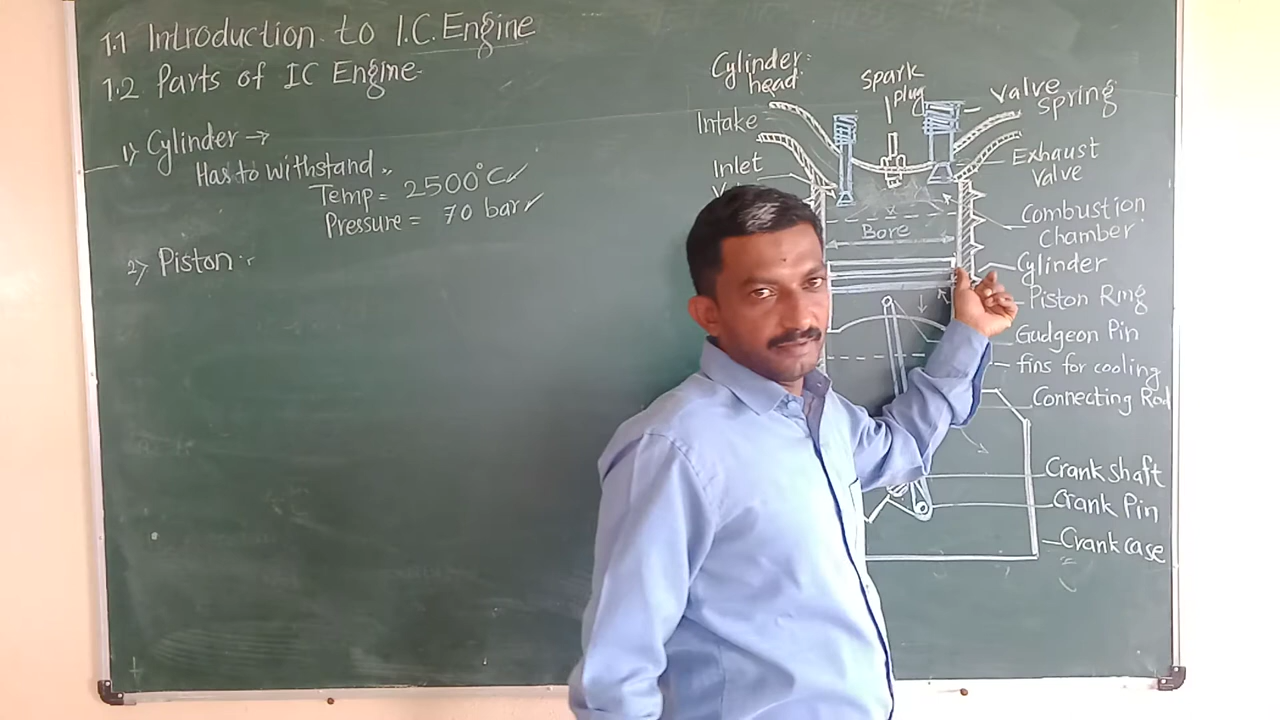 1.1 Introduction to I.C. Engine
1.2 Parts of IC Engine
1) Cylinder →
Has to withstand
Temp = 2500°C ✓
Pressure = 70 bar ✓
2) Piston
Cylinder
head
Spark
plug
Valve
Spring
Intake
Inlet
Exhaust
Valve
Combustion
Chamber
Bore
Cylinder
Piston Ring
Gudgeon Pin
fins for cooling
Connecting Rod
Crank shaft
Crank Pin
Crank case